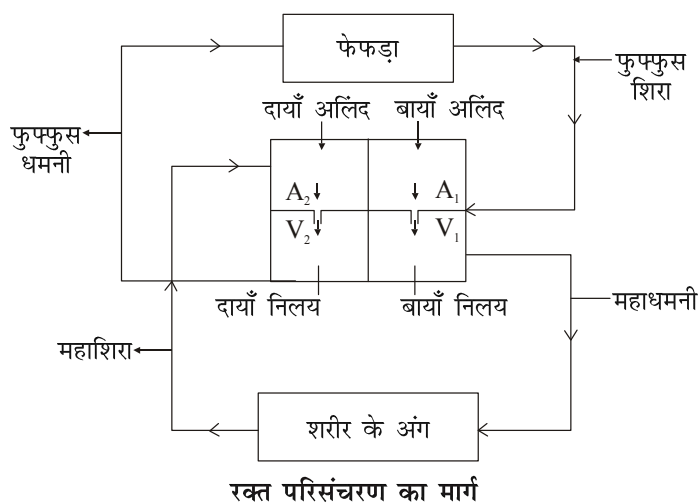 फेफड़ा
फुफ्फुस
शिरा
दायाँ अलिंद
बायाँ अलिंद
फुफ्फुस
धमनी
A₂
A₁
V₂
V₁
दायाँ निलय
बायाँ निलय
महाधमनी
महाशिरा
शरीर के अंग
रक्त परिसंचरण का मार्ग